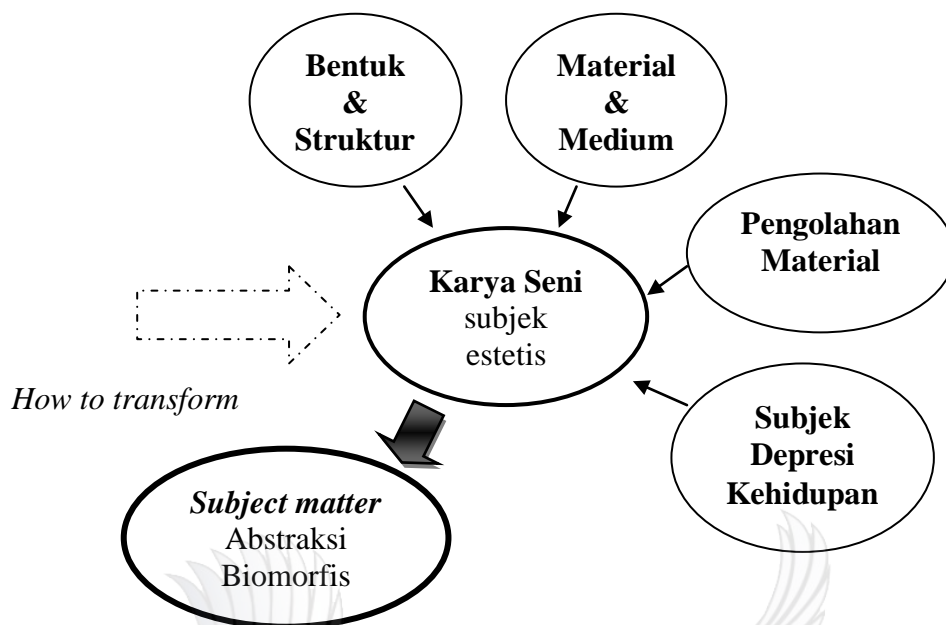 Bentuk
&
Struktur
Material
&
Medium
Pengolahan
Material
Karya Seni
subjek
estetis
How to transform
Subjek
Depresi
Kehidupan
Subject matter
Abstraksi
Biomorfis